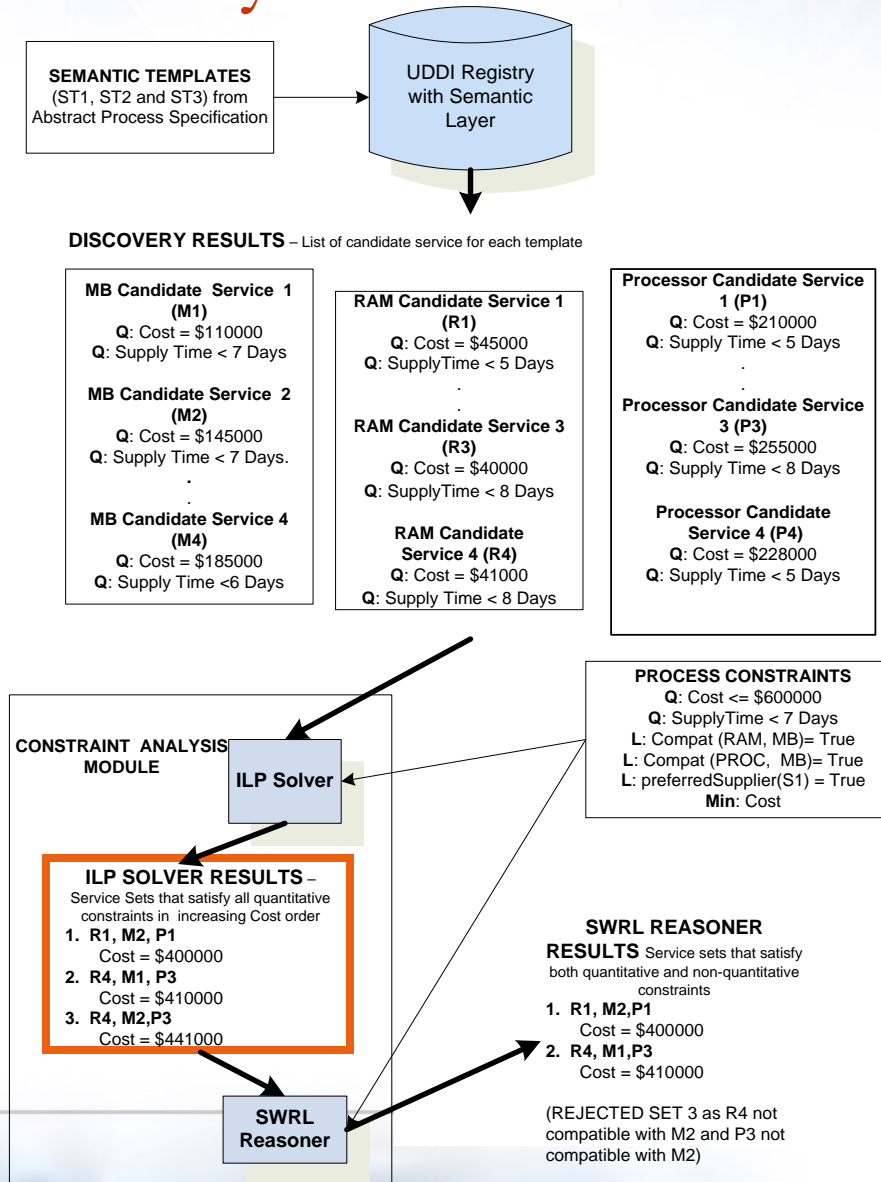 SEMANTIC TEMPLATES
(ST1, ST2 and ST3) from
Abstract Process Specification
UDDI Registry
with Semantic
Layer
DISCOVERY RESULTS – List of candidate service for each template
MB Candidate Service 1
(M1)
Q: Cost = $110000
Q: Supply Time < 7 Days
MB Candidate Service 2
(M2)
Q: Cost = $145000
Q: Supply Time < 7 Days.
.
.
MB Candidate Service 4
(M4)
Q: Cost = $185000
Q: Supply Time <6 Days
RAM Candidate Service 1
(R1)
Q: Cost = $45000
Q: SupplyTime < 5 Days
.
.
RAM Candidate Service 3
(R3)
Q: Cost = $40000
Q: SupplyTime < 8 Days
RAM Candidate
Service 4 (R4)
Q: Cost = $41000
Q: Supply Time < 8 Days
Processor Candidate Service
1 (P1)
Q: Cost = $210000
Q: Supply Time < 5 Days
.
.
Processor Candidate Service
3 (P3)
Q: Cost = $255000
Q: Supply Time < 8 Days
Processor Candidate
Service 4 (P4)
Q: Cost = $228000
Q: Supply Time < 5 Days
PROCESS CONSTRAINTS
Q: Cost <= $600000
Q: SupplyTime < 7 Days
L: Compat (RAM, MB)= True
L: Compat (PROC, MB)= True
L: preferredSupplier(S1) = True
Min: Cost
CONSTRAINT ANALYSIS
MODULE
ILP Solver
ILP SOLVER RESULTS –
Service Sets that satisfy all quantitative
constraints in increasing Cost order
1. R1, M2, P1
Cost = $400000
2. R4, M1, P3
Cost = $410000
3. R4, M2,P3
Cost = $441000
SWRL
Reasoner
SWRL REASONER
RESULTS Service sets that satisfy
both quantitative and non-quantitative
constraints
1. R1, M2,P1
Cost = $400000
2. R4, M1,P3
Cost = $410000
(REJECTED SET 3 as R4 not
compatible with M2 and P3 not
compatible with M2)